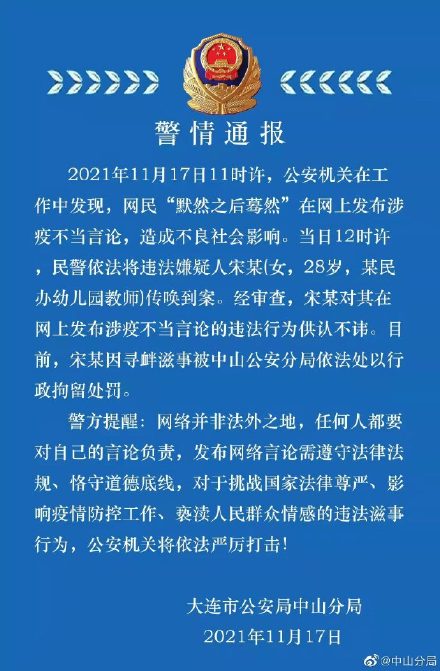 警情通报
2021年11月17日11时许，公安机关在工
作中发现，网民“默然之后蓦然”在网上发布涉
疫不当言论，造成不良社会影响。当日12时许
，民警依法将违法嫌疑人宋某(女，28岁，某民
办幼儿园教师)传唤到案。经审查，宋某对其在
网上发布涉疫不当言论的违法行为供认不讳。目
前，宋某因寻衅滋事被中山公安分局依法处以行
政拘留处罚。
警方提醒：网络并非法外之地，任何人都要
对自己的言论负责，发布网络言论需遵守法律法
规、恪守道德底线，对于挑战国家法律尊严、影
响疫情防控工作、亵渎人民群众情感的违法滋事
行为，公安机关将依法严厉打击！
大连市公安局中山分局
2021年11月17日
@中山分局